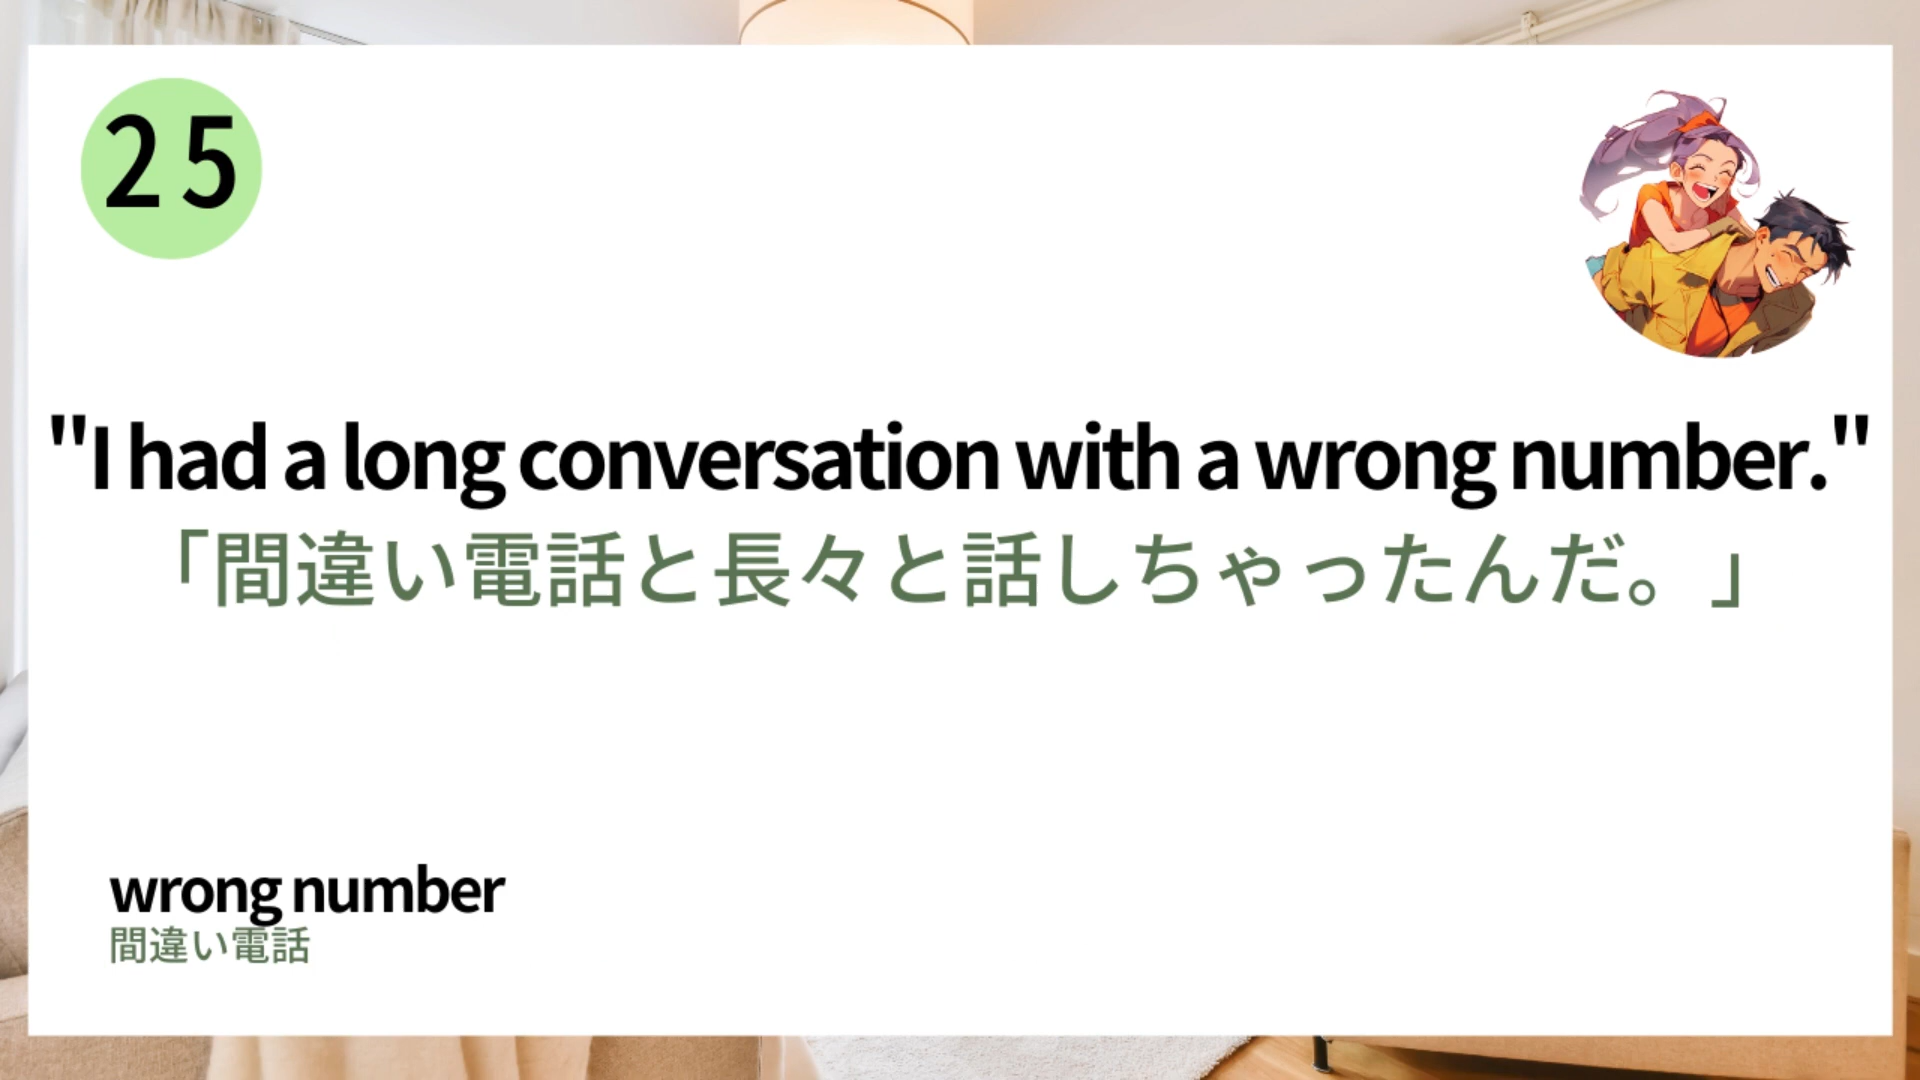 25
"I had a long conversation with a wrong number."
「間違い電話と長々と話しちゃったんだ。」
wrong number
間違い電話